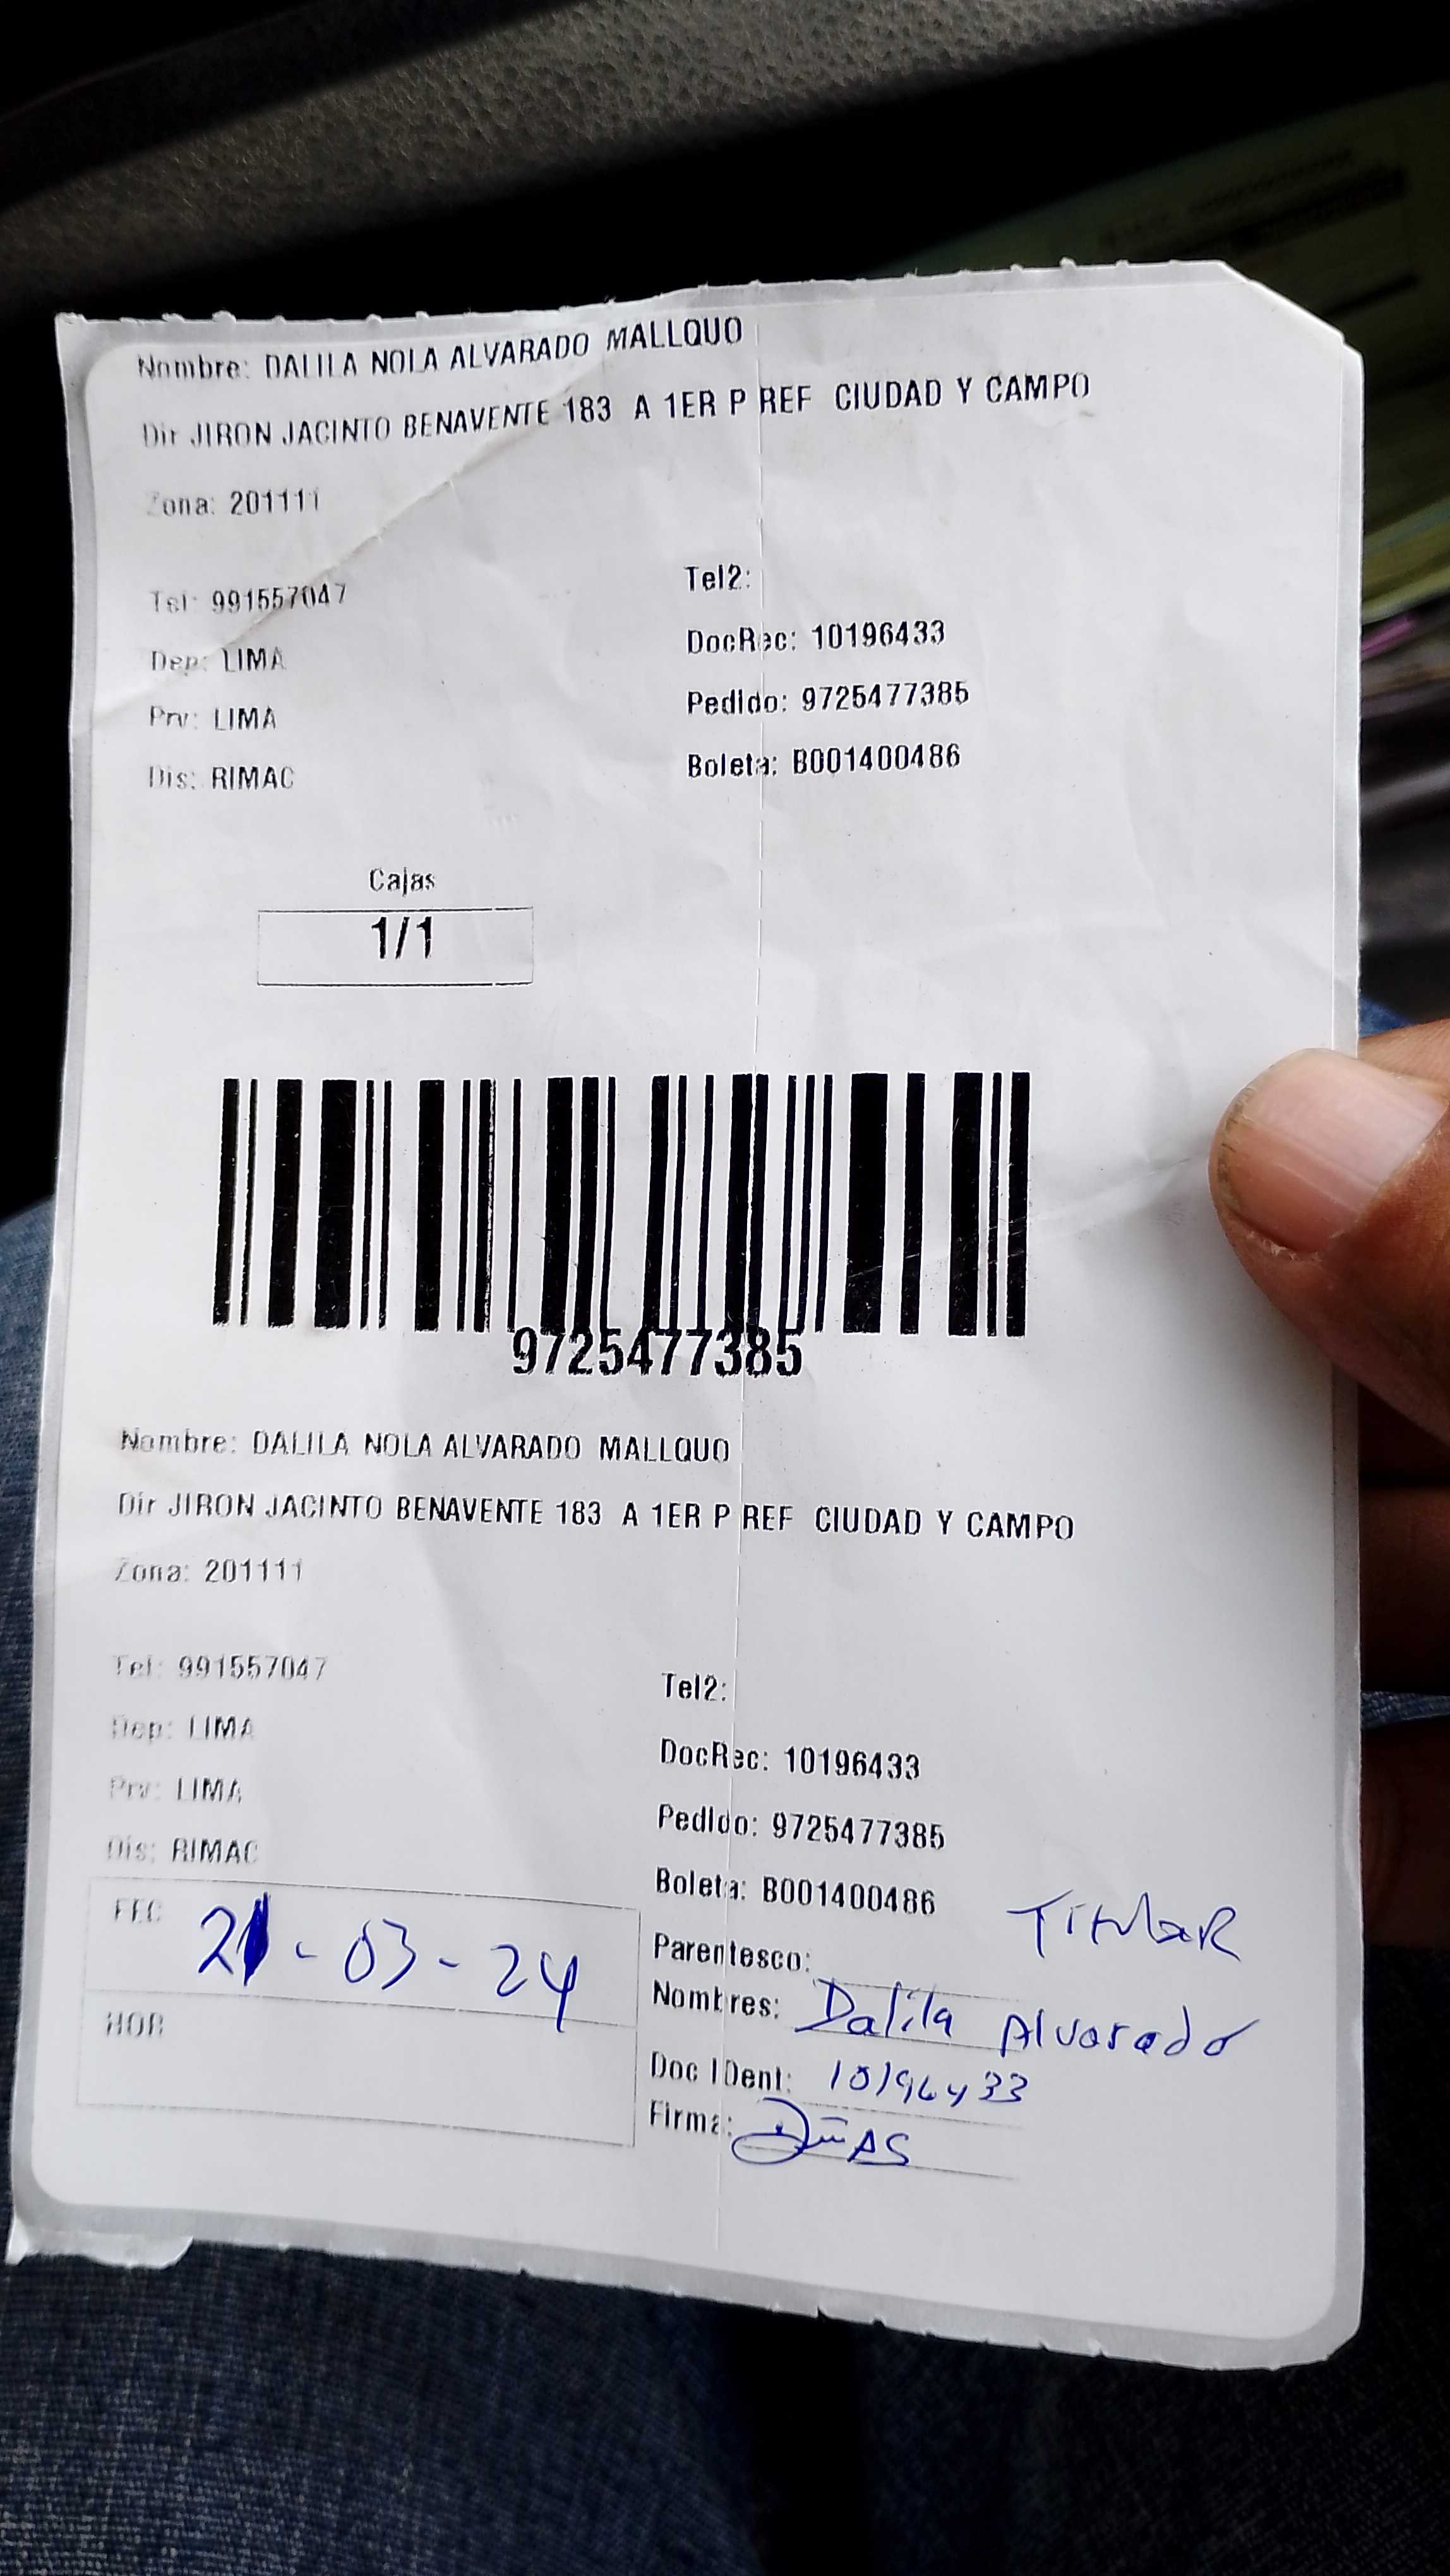 Nombre: DALILA NOLA ALVARADO MALLQUO
Dir JIRON JACINTO BENAVENTE 183 A 1ER P REF CIUDAD Y CAMPO
Zona: 201111
Tel: 991557047
Tel2:
Dep: LIMA
DocRec: 10196433
Prv: LIMA
Pedido: 9725477385
Dis: RIMAC
Boleta: B001400486
Cajas
1/1
9725477385
Nombre: DALILA NOLA ALVARADO MALLQUO
Dir JIRON JACINTO BENAVENTE 183 A 1ER P REF CIUDAD Y CAMPO
Zona: 201111
Tel: 991557047
Tel2:
Dep: LIMA
DocRec: 10196433
Prv: LIMA
Pedido: 9725477385
Dis: RIMAC
Boleta: B001400486
FEC 21-03-24
HOR
Parentesco: TitulaR
Nombres: Dalila Alvarado
Doc IDent: 10196433
Firma: